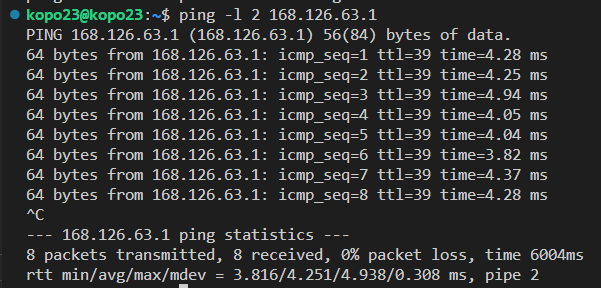 kopo23@kopo23:~$ ping -l 2 168.126.63.1
PING 168.126.63.1 (168.126.63.1) 56(84) bytes of data.
64 bytes from 168.126.63.1: icmp_seq=1 ttl=39 time=4.28 ms
64 bytes from 168.126.63.1: icmp_seq=2 ttl=39 time=4.25 ms
64 bytes from 168.126.63.1: icmp_seq=3 ttl=39 time=4.94 ms
64 bytes from 168.126.63.1: icmp_seq=4 ttl=39 time=4.05 ms
64 bytes from 168.126.63.1: icmp_seq=5 ttl=39 time=4.04 ms
64 bytes from 168.126.63.1: icmp_seq=6 ttl=39 time=3.82 ms
64 bytes from 168.126.63.1: icmp_seq=7 ttl=39 time=4.37 ms
64 bytes from 168.126.63.1: icmp_seq=8 ttl=39 time=4.28 ms
^C
--- 168.126.63.1 ping statistics ---
8 packets transmitted, 8 received, 0% packet loss, time 6004ms
rtt min/avg/max/mdev = 3.816/4.251/4.938/0.308 ms, pipe 2